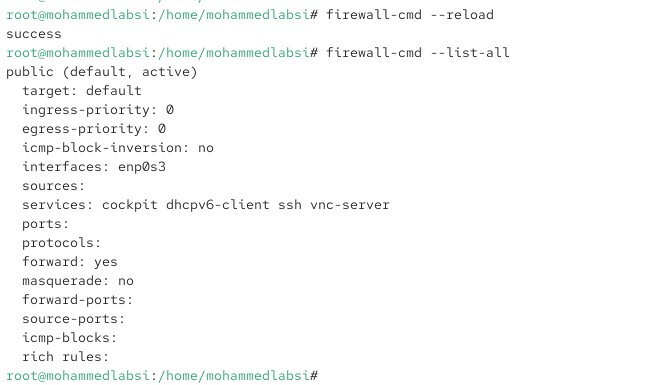 root@mohammedlabsi:/home/mohammedlabsi# firewall-cmd --reload
success
root@mohammedlabsi:/home/mohammedlabsi# firewall-cmd --list-all
public (default, active)
  target: default
  ingress-priority: 0
  egress-priority: 0
  icmp-block-inversion: no
  interfaces: enp0s3
  sources:
  services: cockpit dhcpv6-client ssh vnc-server
  ports:
  protocols:
  forward: yes
  masquerade: no
  forward-ports:
  source-ports:
  icmp-blocks:
  rich rules:
root@mohammedlabsi:/home/mohammedlabsi#